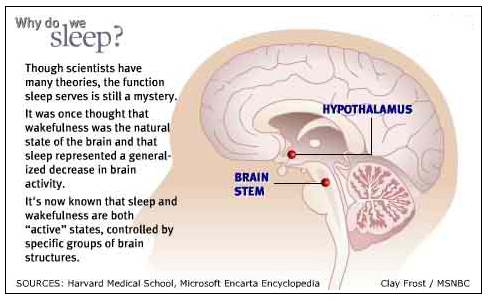 Why do we
sleep?
Though scientists have
many theories, the function
sleep serves is still a mystery.
It was once thought that
wakefulness was the natural
state of the brain and that
sleep represented a general-
ized decrease in brain
activity.
It's now known that sleep and
wakefulness are both
“active” states, controlled by
specific groups of brain
structures.
HYPOTHALAMUS
BRAIN
STEM
SOURCES: Harvard Medical School, Microsoft Encarta Encyclopedia
Clay Frost / MSNBC